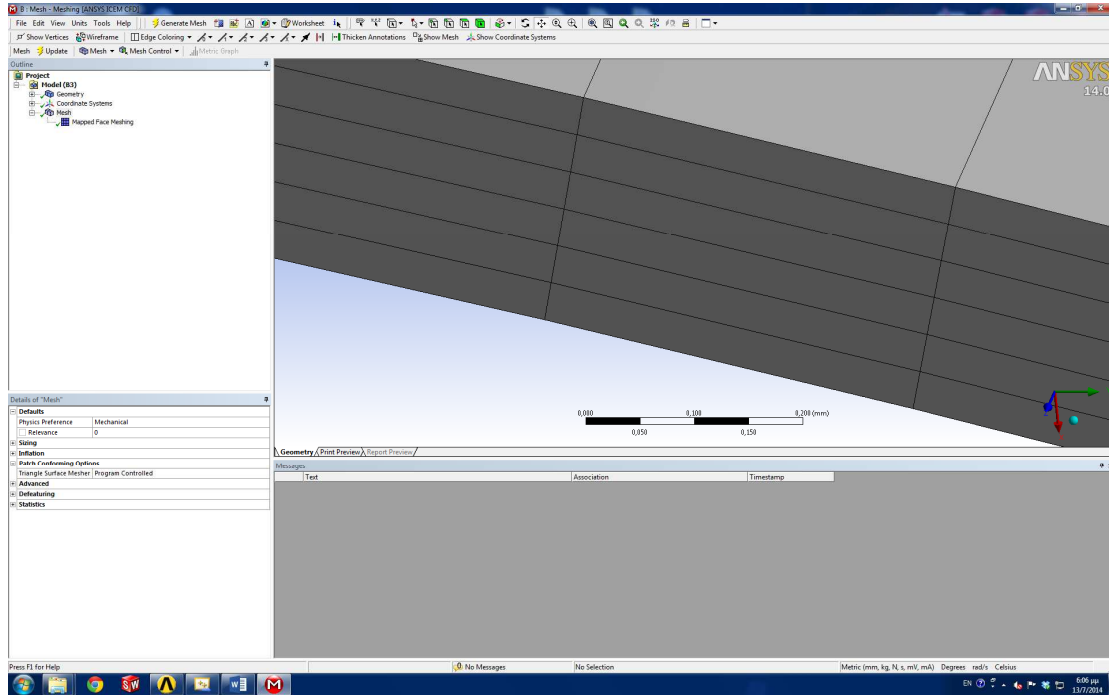 B : Mesh - Meshing [ANSYS ICEM CFD]
File Edit View Units Tools Help Generate Mesh Worksheet
Show Vertices Wireframe Edge Coloring Thicken Annotations Show Mesh Show Coordinate Systems
Mesh Update Mesh Mesh Control Metric Graph
Outline
Project
Model (B3)
Geometry
Coordinate Systems
Mesh
Mapped Face Meshing
ANSYS
14.0
0,000 0,100 0,200 (mm)
0,050 0,150
Geometry Print Preview Report Preview
Details of "Mesh"
Defaults
Physics Preference Mechanical
Relevance 0
Sizing
Inflation
Patch Conforming Options
Triangle Surface Mesher Program Controlled
Advanced
Defeaturing
Statistics
Messages
Text Association Timestamp
Press F1 for Help 0 No Messages No Selection Metric (mm, kg, N, s, mV, mA) Degrees rad/s Celsius
SW W M EN 6:06 μμ
13/7/2014